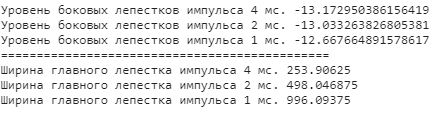 Уровень боковых лепестков импульса 4 мс. -13.172950386156419
Уровень боковых лепестков импульса 2 мс. -13.033263826805381
Уровень боковых лепестков импульса 1 мс. -12.667664891578617
==============================================
Ширина главного лепестка импульса 4 мс. 253.90625
Ширина главного лепестка импульса 2 мс. 498.046875
Ширина главного лепестка импульса 1 мс. 996.09375